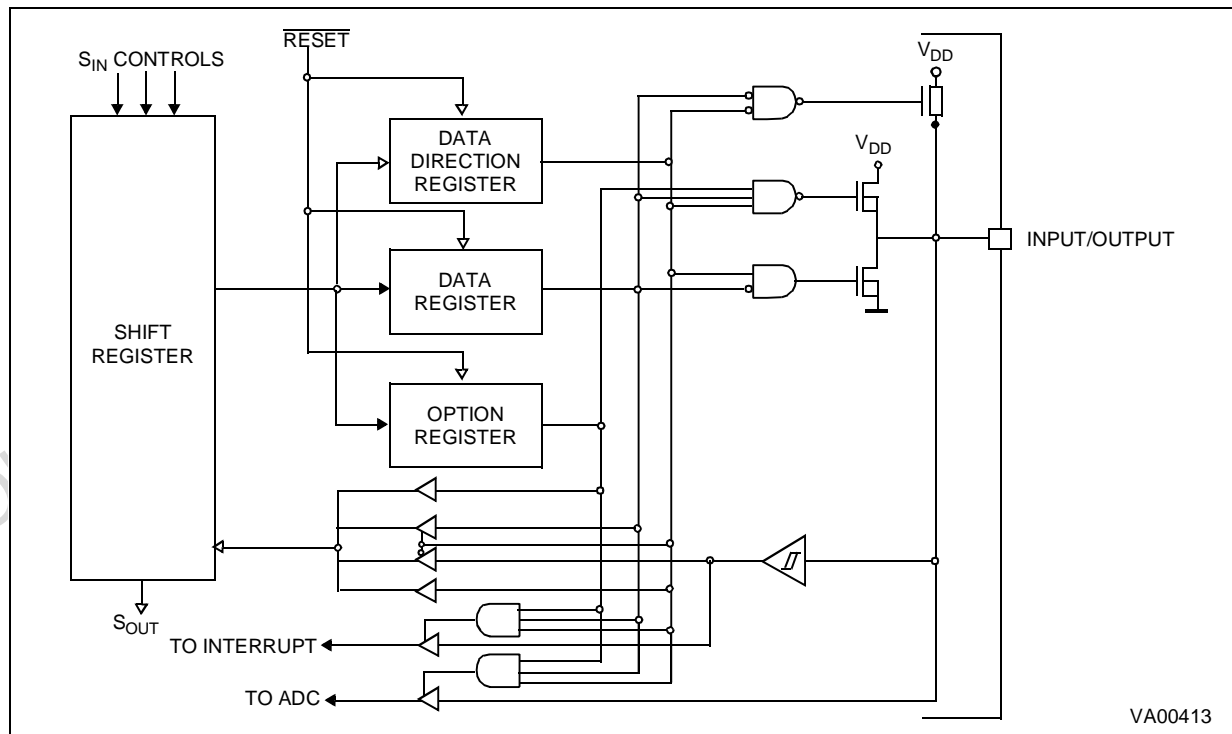 RESET
S_IN CONTROLS
V_DD
DATA
DIRECTION
REGISTER
V_DD
INPUT/OUTPUT
DATA
REGISTER
SHIFT
REGISTER
OPTION
REGISTER
S_OUT
TO INTERRUPT
TO ADC
VA00413